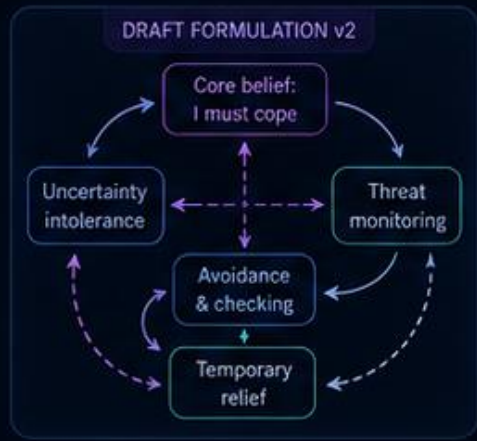 DRAFT FORMULATION v2
Core belief:
I must cope
Uncertainty
intolerance
Threat
monitoring
Avoidance
& checking
Temporary
relief